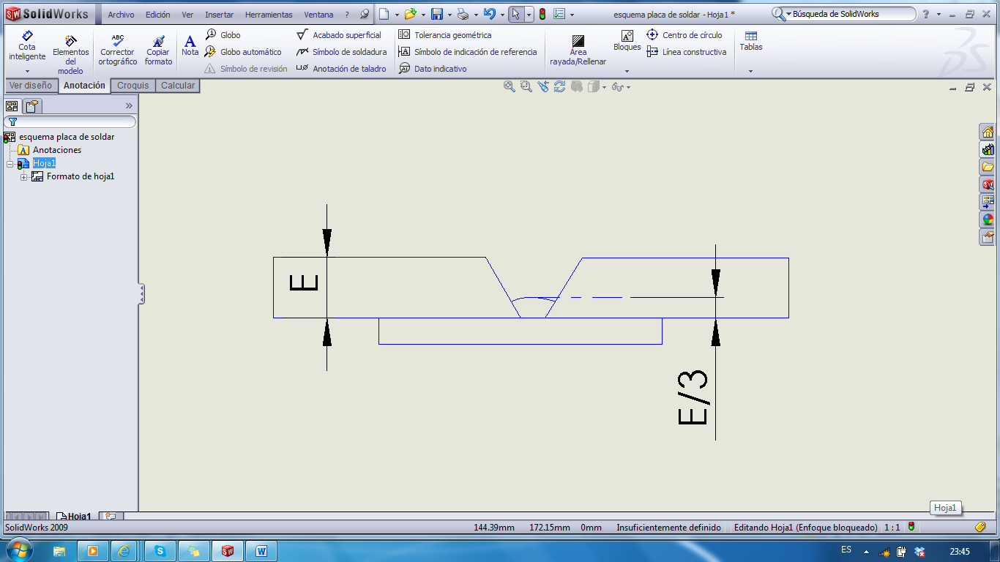 SolidWorks
Archivo Edición Ver Insertar Herramientas Ventana ?
esquema placa de soldar - Hoja1 *
Búsqueda de SolidWorks
?
Cota inteligente
Elementos del modelo
ABC
Corrector ortográfico
Copiar formato
A
Nota
Globo
Globo automático
Símbolo de revisión
Acabado superficial
Símbolo de soldadura
Anotación de taladro
Tolerancia geométrica
Símbolo de indicación de referencia
Dato indicativo
Área rayada/Rellenar
Bloques
Centro de círculo
Línea constructiva
Tablas
Ver diseño Anotación Croquis Calcular
esquema placa de soldar
Anotaciones
Hoja1
Formato de hoja1
E
E/3
Hoja1
Hoja1
SolidWorks 2009 144.39mm 172.15mm 0mm Insuficientemente definido Editando Hoja1 (Enfoque bloqueado) 1 : 1
ES 23:45